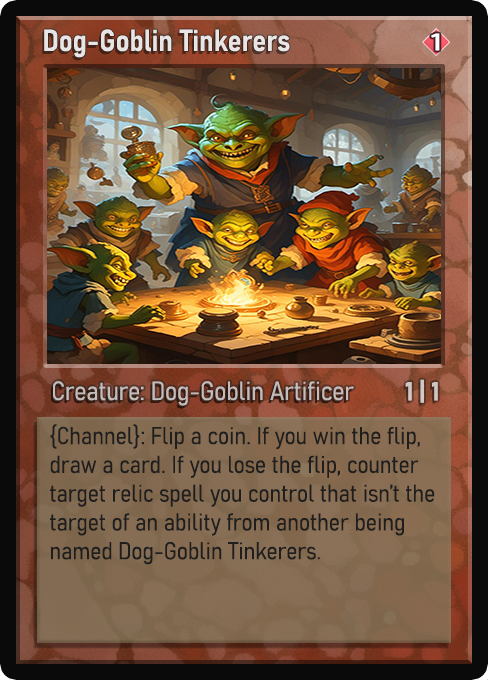 Dog-Goblin Tinkerers 1
Creature: Dog-Goblin Artificer 1|1
{Channel}: Flip a coin. If you win the flip,
draw a card. If you lose the flip, counter
target relic spell you control that isn't the
target of an ability from another being
named Dog-Goblin Tinkerers.